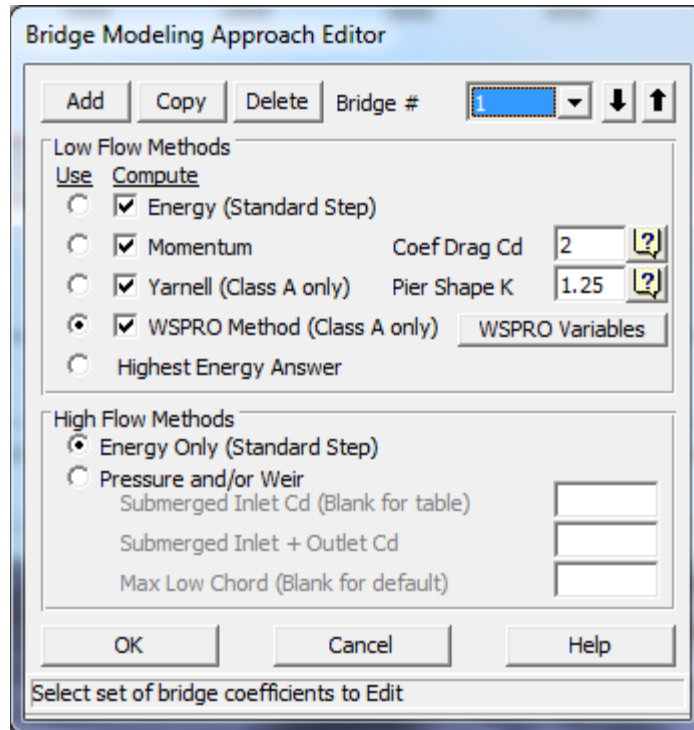 Bridge Modeling Approach Editor
Add Copy Delete Bridge # 1
Low Flow Methods
Use Compute
Energy (Standard Step)
Momentum Coef Drag Cd 2
Yarnell (Class A only) Pier Shape K 1.25
WSPRO Method (Class A only) WSPRO Variables
Highest Energy Answer
High Flow Methods
Energy Only (Standard Step)
Pressure and/or Weir
Submerged Inlet Cd (Blank for table)
Submerged Inlet + Outlet Cd
Max Low Chord (Blank for default)
OK Cancel Help
Select set of bridge coefficients to Edit